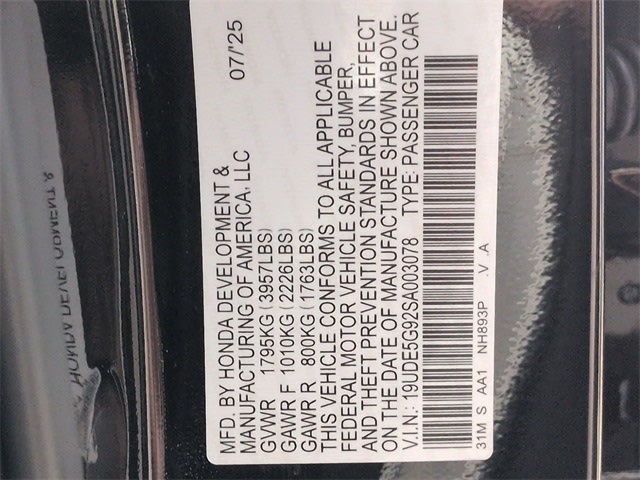 MFD. BY HONDA DEVELOPMENT & 07/'25
MANUFACTURING OF AMERICA, LLC
GVWR 1795KG (3957LBS)
GAWR F 1010KG (2226LBS)
GAWR R 800KG (1763LBS)
THIS VEHICLE CONFORMS TO ALL APPLICABLE
FEDERAL MOTOR VEHICLE SAFETY, BUMPER,
AND THEFT PREVENTION STANDARDS IN EFFECT
ON THE DATE OF MANUFACTURE SHOWN ABOVE.
V.I.N.: 19UDE5G92SA003078 TYPE: PASSENGER CAR
31M S AA1 NH893P .V .A
HONDA DEVELOPMENT &